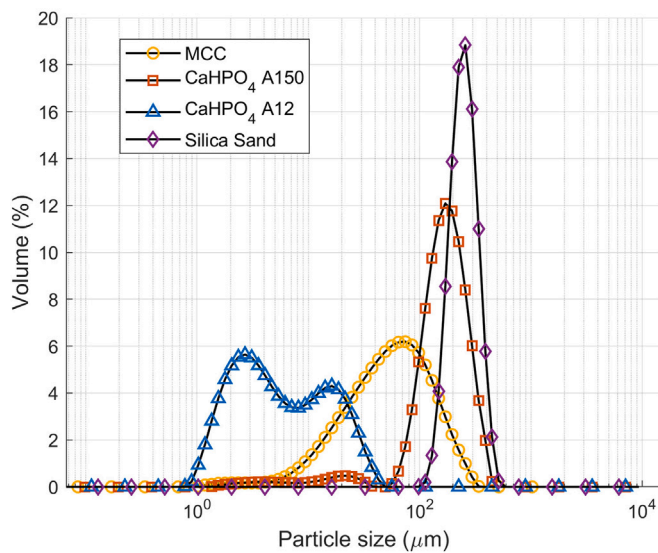 20
18
16
14
12
10
8
6
4
2
0
Volume (%)
MCC
CaHPO4 A150
CaHPO4 A12
Silica Sand
10^0
10^2
10^4
Particle size (μm)